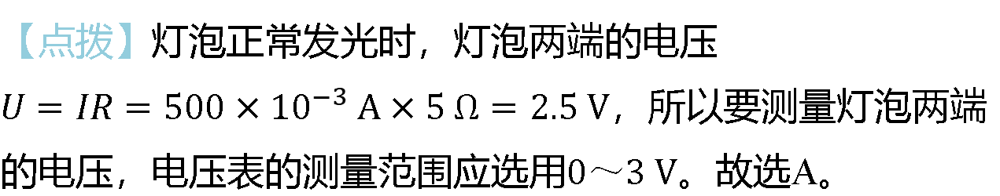 【点拨】灯泡正常发光时，灯泡两端的电压
U = IR = 500 × 10⁻³ A × 5 Ω = 2.5 V，所以要测量灯泡两端
的电压，电压表的测量范围应选用0～3 V。故选A。